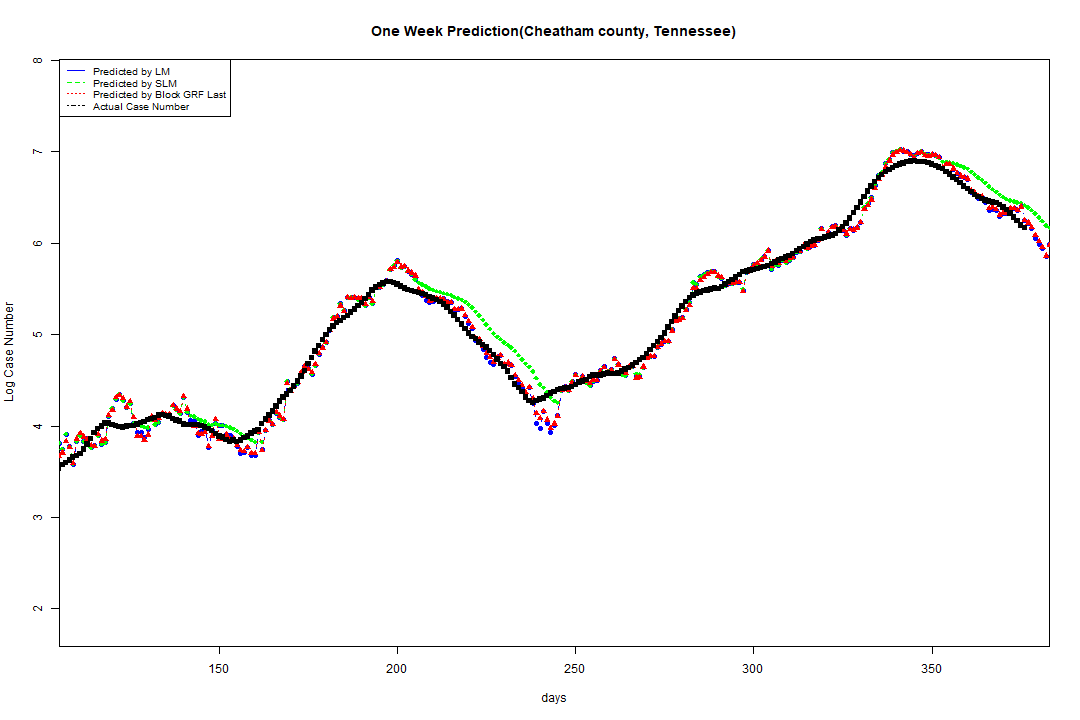 One Week Prediction(Cheatham county, Tennessee)
Predicted by LM
Predicted by SLM
Predicted by Block GRF Last
Actual Case Number
8
7
6
5
4
3
2
Log Case Number
150 200 250 300 350
days